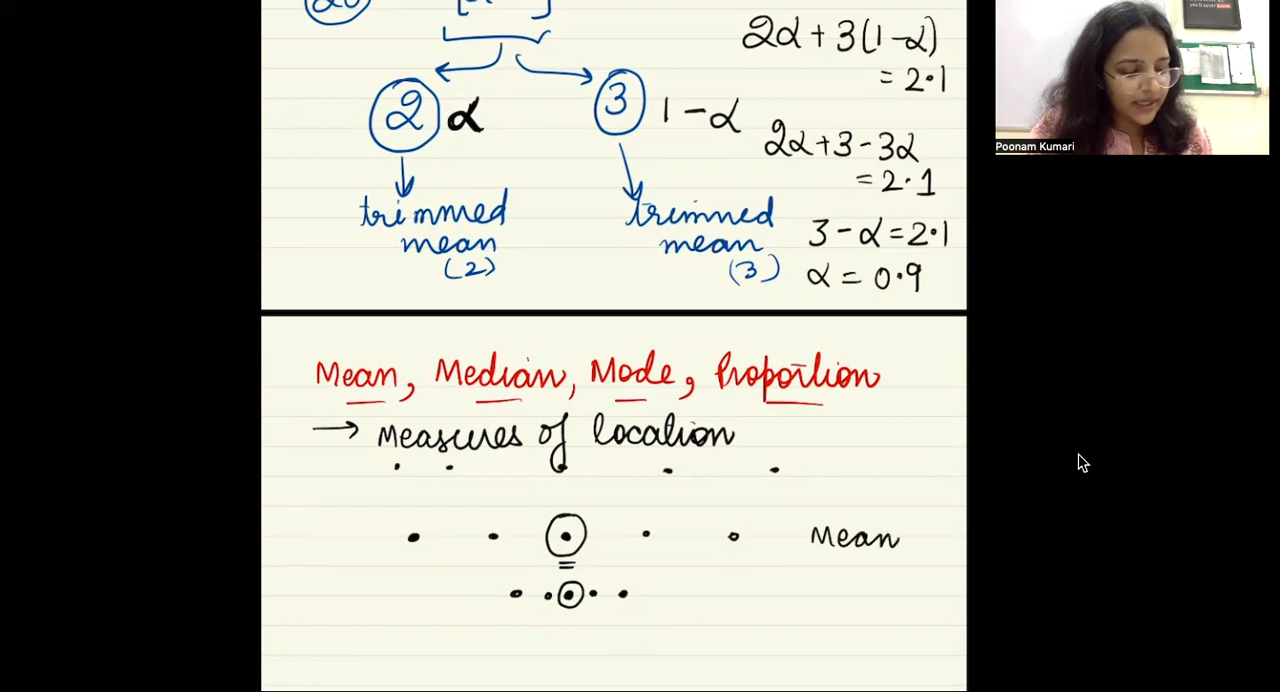 2α + 3(1-α)
= 2.1
2 α
3 1-α
2α+3-3α
= 2.1
trimmed
mean
(2)
trimmed
mean
(3)
3-α = 2.1
α = 0.9
Mean, Median, Mode, Proportion
→ Measures of location
Mean
Poonam Kumari